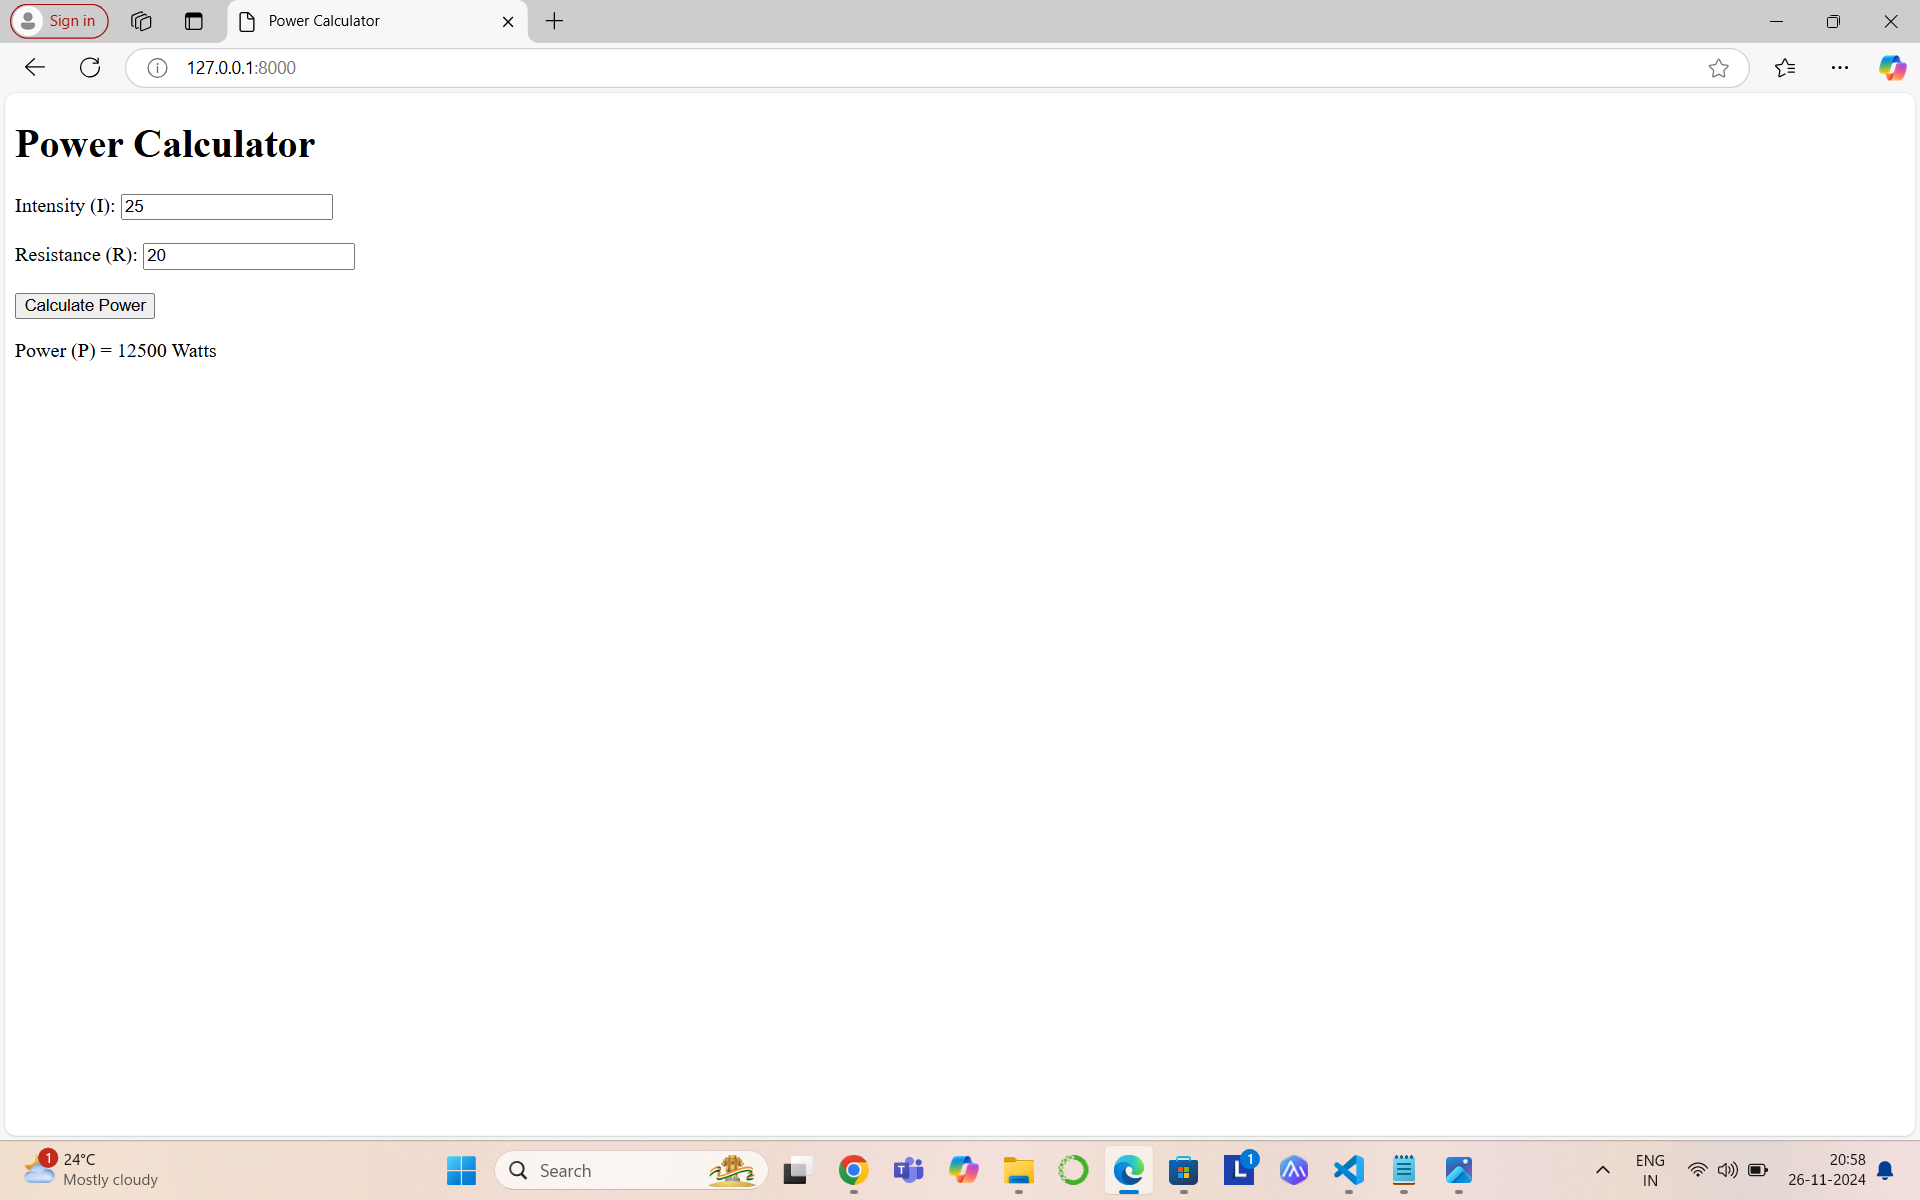 Sign in
Power Calculator
127.0.0.1:8000
Power Calculator
Intensity (I): 25
Resistance (R): 20
Calculate Power
Power (P) = 12500 Watts
1
24°C
Mostly cloudy
Search
T
L
1
ENG
IN
20:58
26-11-2024